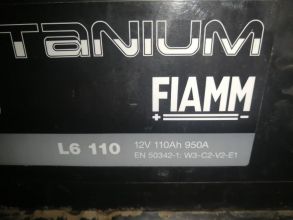 TANIUM
FIAMM
+ -
L6 110
12V 110Ah 950A
EN 50342-1: W3-C2-V2-E1